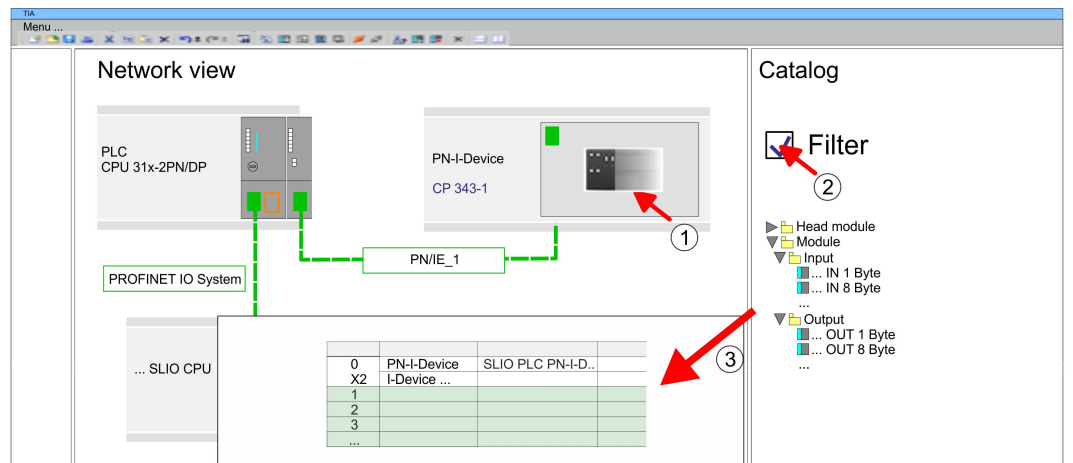 TIA
Menu ...
Network view
PLC
CPU 31x-2PN/DP
PN-I-Device
CP 343-1
1
PN/IE_1
PROFINET IO System
... SLIO CPU
0 PN-I-Device SLIO PLC PN-I-D..
X2 I-Device ...
1
2
3
...
3
Catalog
Filter
2
Head module
Module
Input
... IN 1 Byte
... IN 8 Byte
...
Output
... OUT 1 Byte
... OUT 8 Byte
...